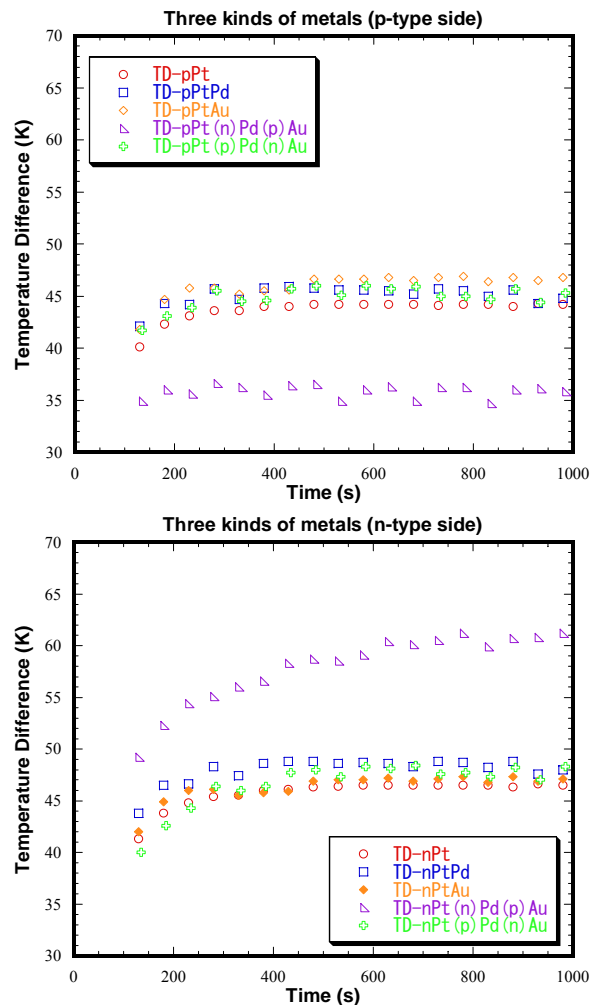 Three kinds of metals (p-type side)
70
65
60
55
50
45
40
35
30
Temperature Difference (K)
TD-pPt
TD-pPtPd
TD-pPtAu
TD-pPt(n)Pd(p)Au
TD-pPt(p)Pd(n)Au
0 200 400 600 800 1000
Time (s)
Three kinds of metals (n-type side)
70
65
60
55
50
45
40
35
30
Temperature Difference (K)
TD-nPt
TD-nPtPd
TD-nPtAu
TD-nPt(n)Pd(p)Au
TD-nPt(p)Pd(n)Au
0 200 400 600 800 1000
Time (s)